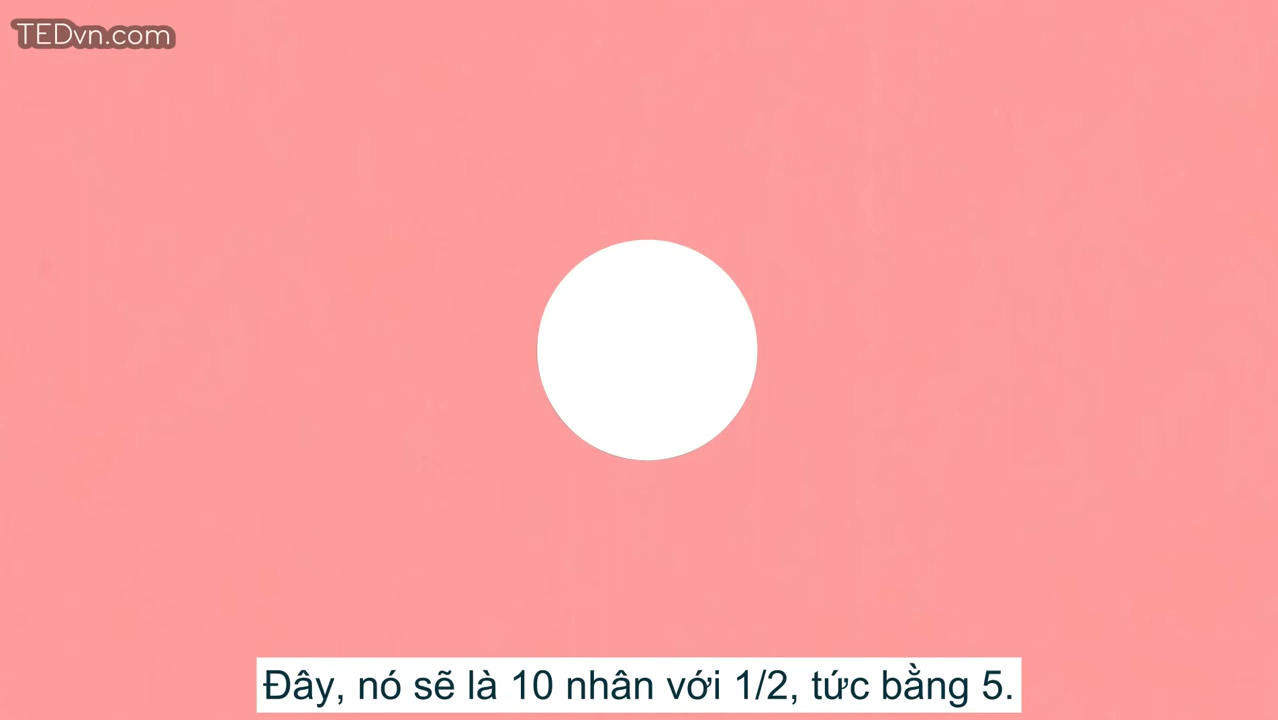 TEDvn.com
Đây, nó sẽ là 10 nhân với 1/2, tức bằng 5.